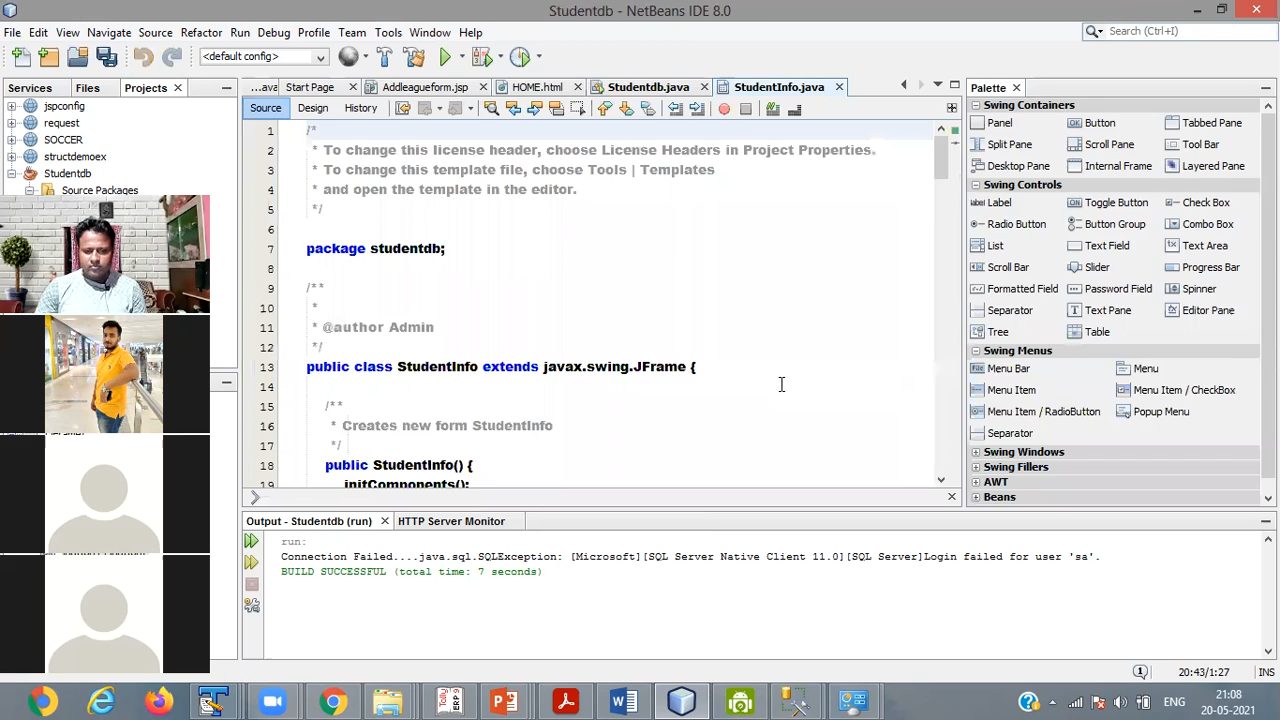 Studentdb - NetBeans IDE 8.0
File Edit View Navigate Source Refactor Run Debug Profile Team Tools Window Help
Search (Ctrl+I)
<default config>
Services Files Projects
...ava Start Page Addleagueform.jsp HOME.html Studentdb.java StudentInfo.java
Palette
Source Design History
jspconfig
request
SOCCER
structdemoex
Studentdb
Source Packages
1 /*
2 * To change this license header, choose License Headers in Project Properties.
3 * To change this template file, choose Tools | Templates
4 * and open the template in the editor.
5 */
6
7 package studentdb;
8
9 /**
10 *
11 * @author Admin
12 */
13 public class StudentInfo extends javax.swing.JFrame {
14
15 /**
16 * Creates new form StudentInfo
17 */
18 public StudentInfo() {
19 initComponents();
Swing Containers
Panel Button Tabbed Pane
Split Pane Scroll Pane Tool Bar
Desktop Pane Internal Frame Layered Pane
Swing Controls
Label Toggle Button Check Box
Radio Button Button Group Combo Box
List Text Field Text Area
Scroll Bar Slider Progress Bar
Formatted Field Password Field Spinner
Separator Text Pane Editor Pane
Tree Table
Swing Menus
Menu Bar Menu
Menu Item Menu Item / CheckBox
Menu Item / RadioButton Popup Menu
Separator
Swing Windows
Swing Fillers
AWT
Beans
Output - Studentdb (run) HTTP Server Monitor
run:
Connection Failed....java.sql.SQLException: [Microsoft][SQL Server Native Client 11.0][SQL Server]Login failed for user 'sa'.
BUILD SUCCESSFUL (total time: 7 seconds)
20:43/1:27 INS
ENG
21:08
20-05-2021